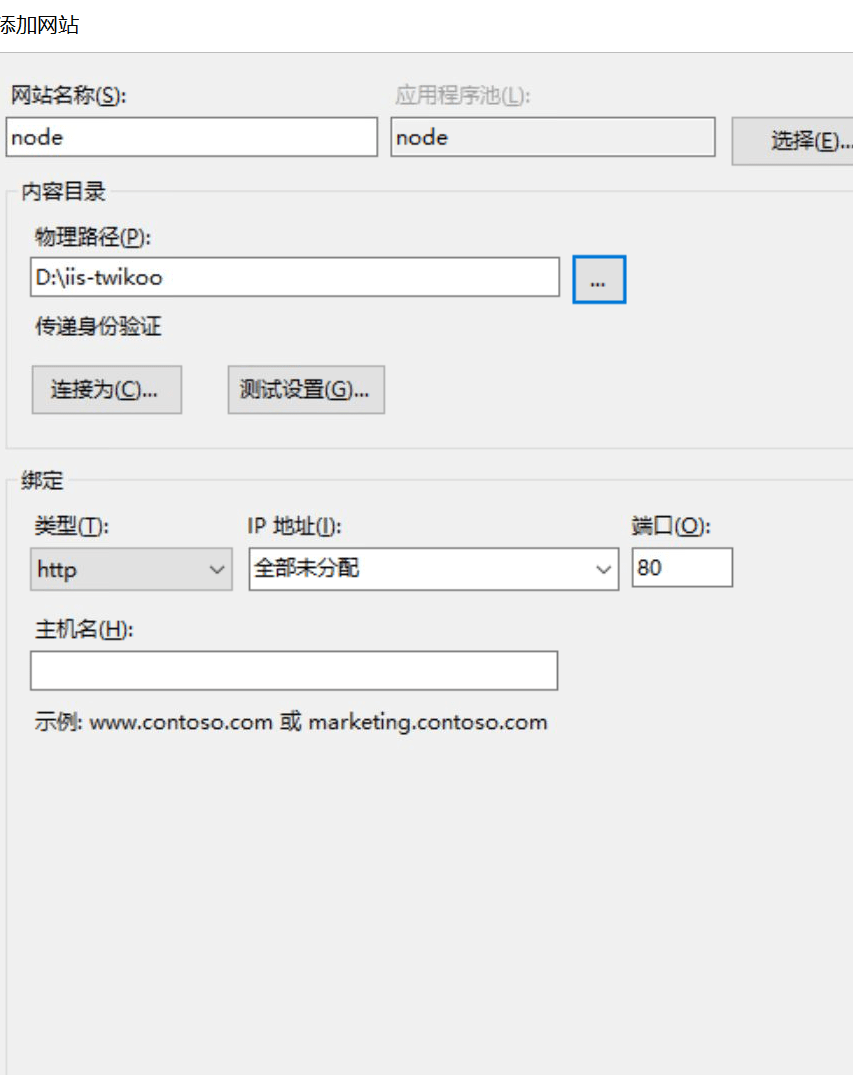 添加网站
网站名称(S): 应用程序池(L):
node node 选择(E)...
内容目录
物理路径(P):
D:\iis-twikoo ...
传递身份验证
连接为(C)... 测试设置(G)...
绑定
类型(T): IP 地址(I): 端口(O):
http 全部未分配 80
主机名(H):
示例: www.contoso.com 或 marketing.contoso.com